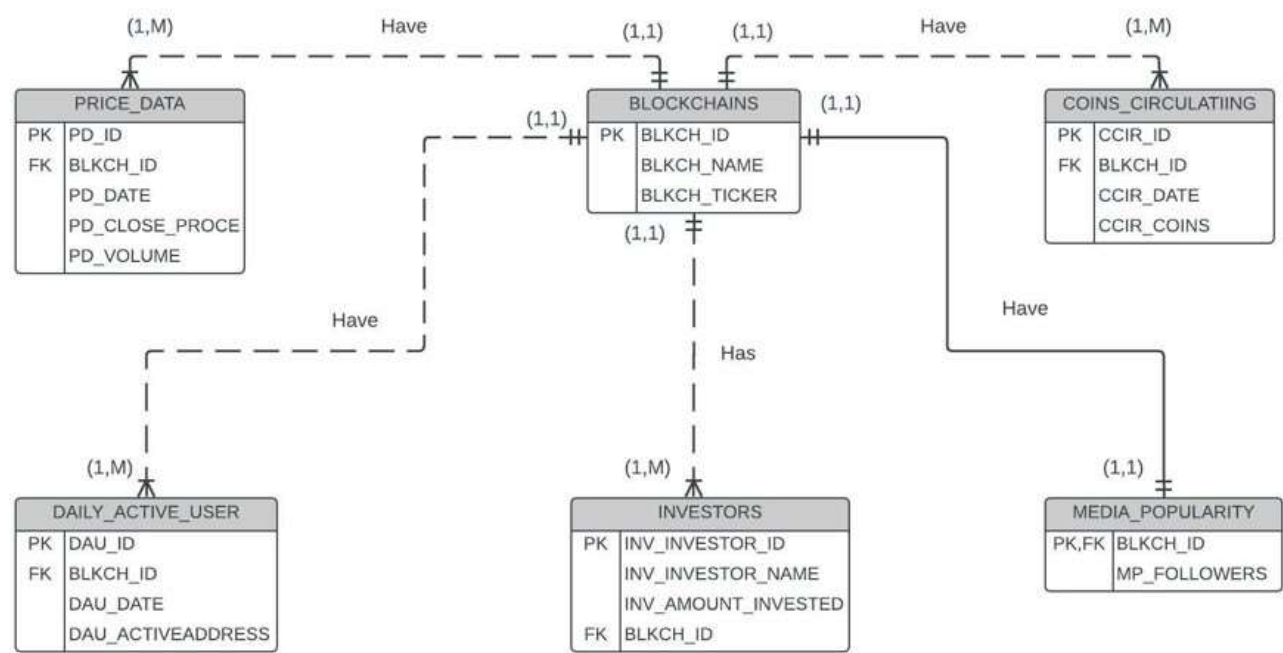 (1,M)
Have
(1,1)
(1,1)
Have
(1,M)
PRICE_DATA
PK PD_ID
FK BLKCH_ID
PD_DATE
PD_CLOSE_PROCE
PD_VOLUME
(1,1)
BLOCKCHAINS
PK BLKCH_ID
BLKCH_NAME
BLKCH_TICKER
(1,1)
(1,1)
COINS_CIRCULATIING
PK CCIR_ID
FK BLKCH_ID
CCIR_DATE
CCIR_COINS
Have
Has
Have
(1,M)
(1,M)
(1,1)
DAILY_ACTIVE_USER
PK DAU_ID
FK BLKCH_ID
DAU_DATE
DAU_ACTIVEADDRESS
INVESTORS
PK INV_INVESTOR_ID
INV_INVESTOR_NAME
INV_AMOUNT_INVESTED
FK BLKCH_ID
MEDIA_POPULARITY
PK,FK BLKCH_ID
MP_FOLLOWERS